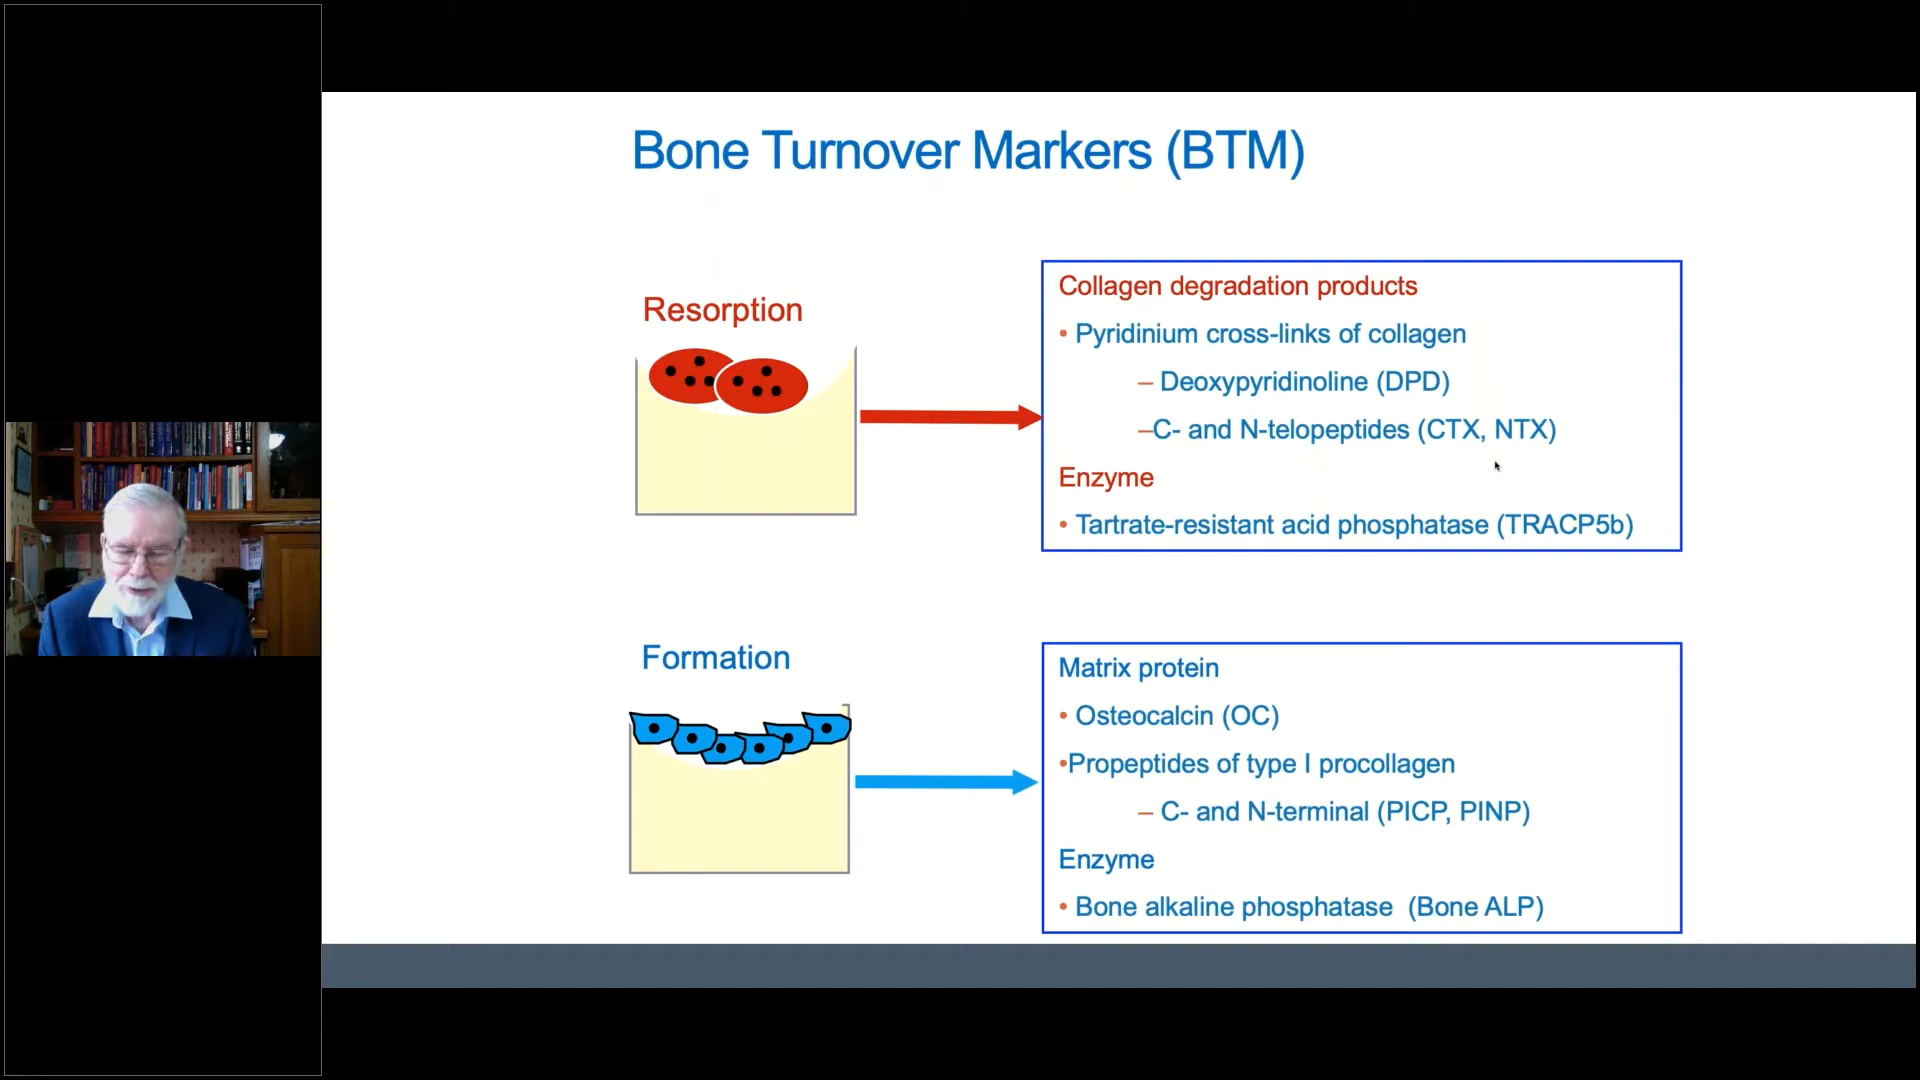 Bone Turnover Markers (BTM)
Resorption
Collagen degradation products
• Pyridinium cross-links of collagen
– Deoxypyridinoline (DPD)
–C- and N-telopeptides (CTX, NTX)
Enzyme
• Tartrate-resistant acid phosphatase (TRACP5b)
Formation
Matrix protein
• Osteocalcin (OC)
•Propeptides of type I procollagen
– C- and N-terminal (PICP, PINP)
Enzyme
• Bone alkaline phosphatase (Bone ALP)